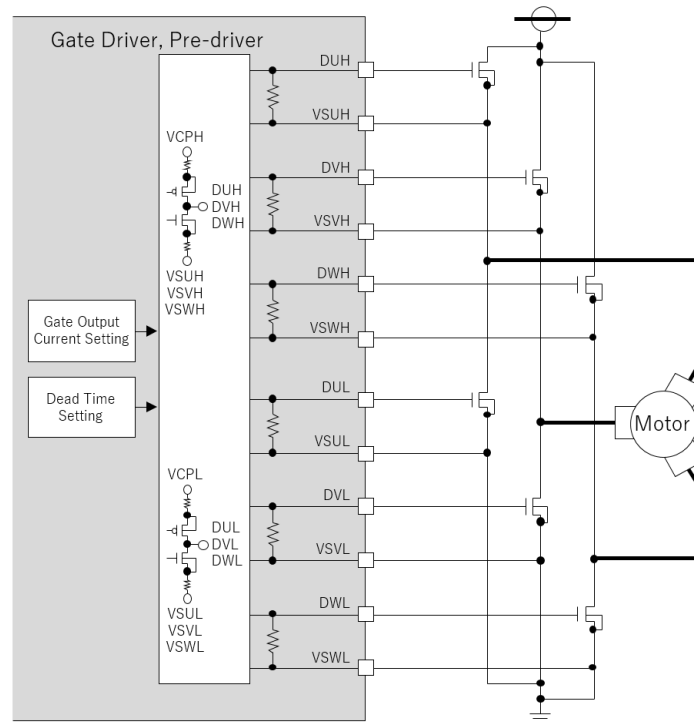 Gate Driver, Pre-driver
DUH
VSUH
VCPH
DUH
DVH
DWH
DVH
VSVH
VSUH
VSVH
VSWH
DWH
VSWH
Gate Output
Current Setting
Dead Time
Setting
DUL
VSUL
Motor
VCPL
DUL
DVL
DWL
DVL
VSVL
VSUL
VSVL
VSWL
DWL
VSWL